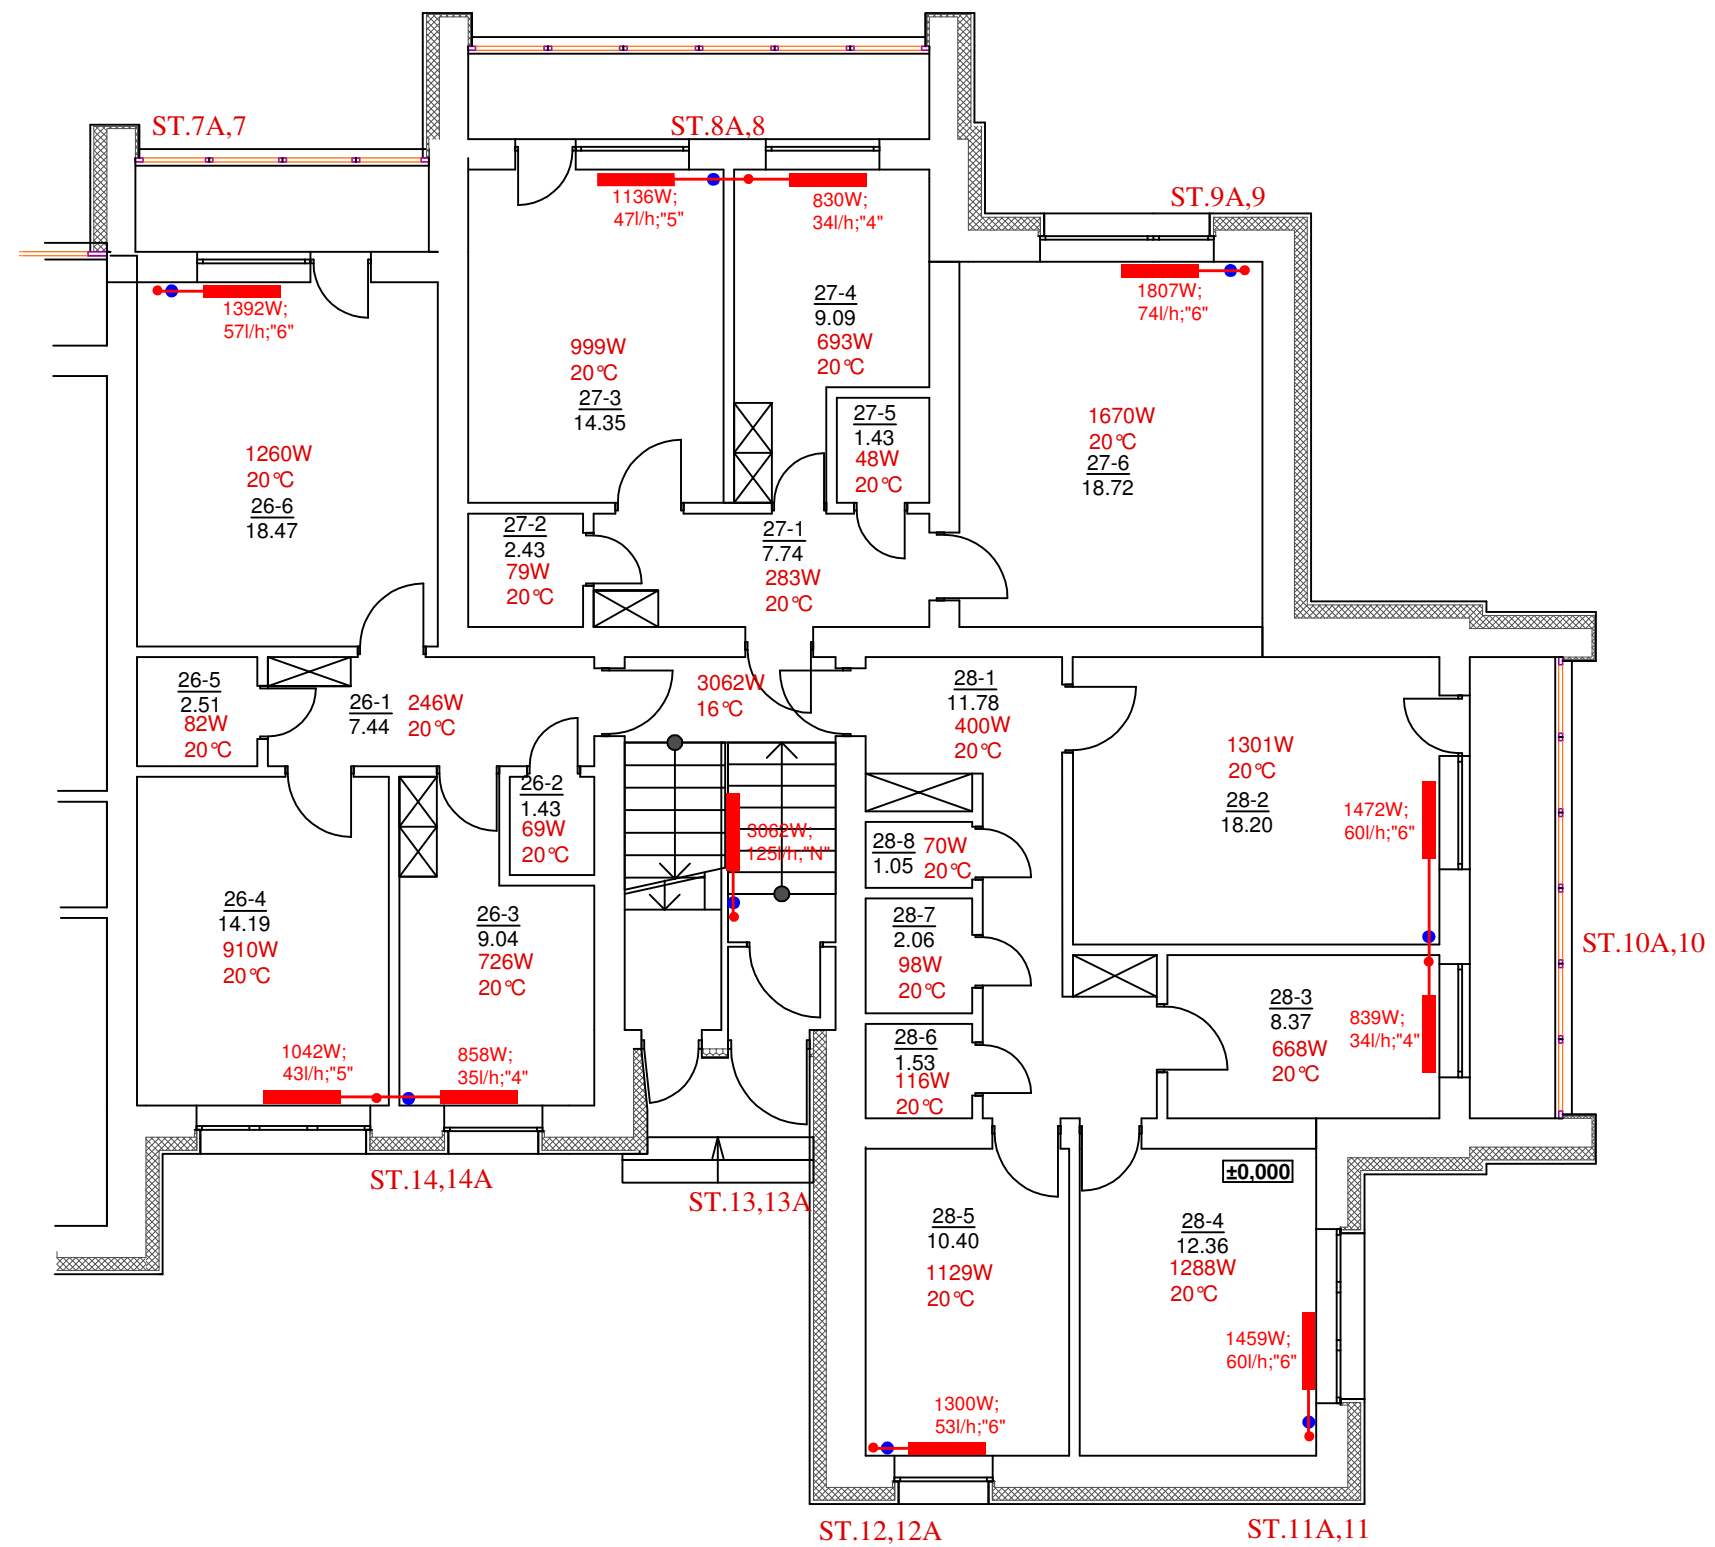 ST.7A,7
ST.8A,8
ST.9A,9
1136W;
47l/h;"5"
830W;
34l/h;"4"
1807W;
74l/h;"6"
1392W;
57l/h;"6"
999W
20°C
27-3
14.35
27-4
9.09
693W
20°C
27-5
1.43
48W
20°C
1670W
20°C
27-6
18.72
1260W
20°C
26-6
18.47
27-2
2.43
79W
20°C
27-1
7.74
283W
20°C
26-5
2.51
82W
20°C
26-1
7.44
246W
20°C
3062W
16°C
28-1
11.78
400W
20°C
1301W
20°C
28-2
18.20
1472W;
60l/h;"6"
26-2
1.43
69W
20°C
3062W;
125l/h;"N"
28-8
1.05
70W
20°C
26-4
14.19
910W
20°C
26-3
9.04
726W
20°C
28-7
2.06
98W
20°C
ST.10A,10
28-3
8.37
668W
20°C
839W;
34l/h;"4"
28-6
1.53
116W
20°C
1042W;
43l/h;"5"
858W;
35l/h;"4"
ST.14,14A
ST.13,13A
±0,000
28-5
10.40
1129W
20°C
28-4
12.36
1288W
20°C
1459W;
60l/h;"6"
1300W;
53l/h;"6"
ST.12,12A
ST.11A,11